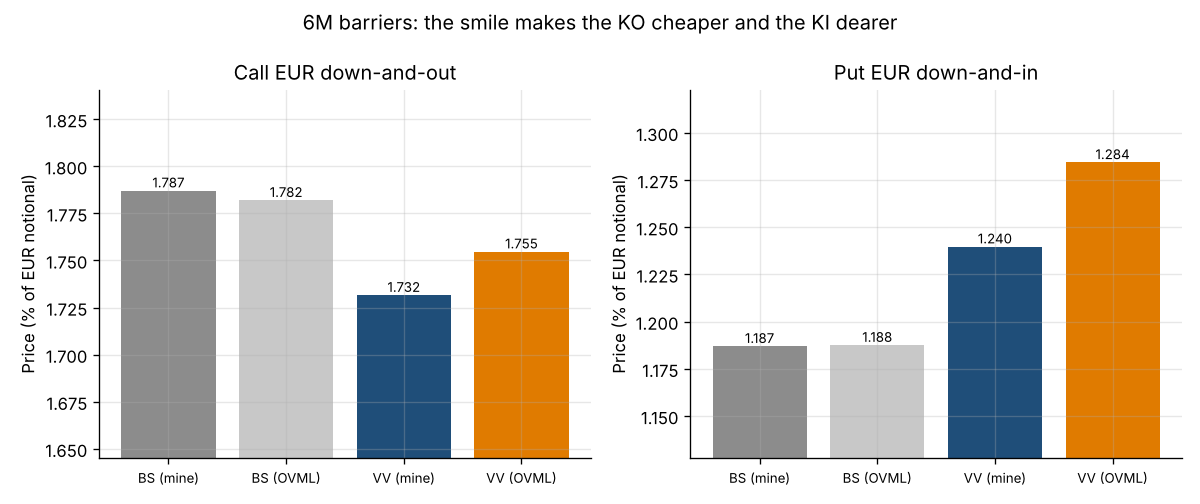 6M barriers: the smile makes the KO cheaper and the KI dearer
Call EUR down-and-out
Price (% of EUR notional)
1.825
1.800
1.775
1.750
1.725
1.700
1.675
1.650
1.787
1.782
1.732
1.755
BS (mine)
BS (OVML)
VV (mine)
VV (OVML)
Put EUR down-and-in
Price (% of EUR notional)
1.300
1.275
1.250
1.225
1.200
1.175
1.150
1.187
1.188
1.240
1.284
BS (mine)
BS (OVML)
VV (mine)
VV (OVML)